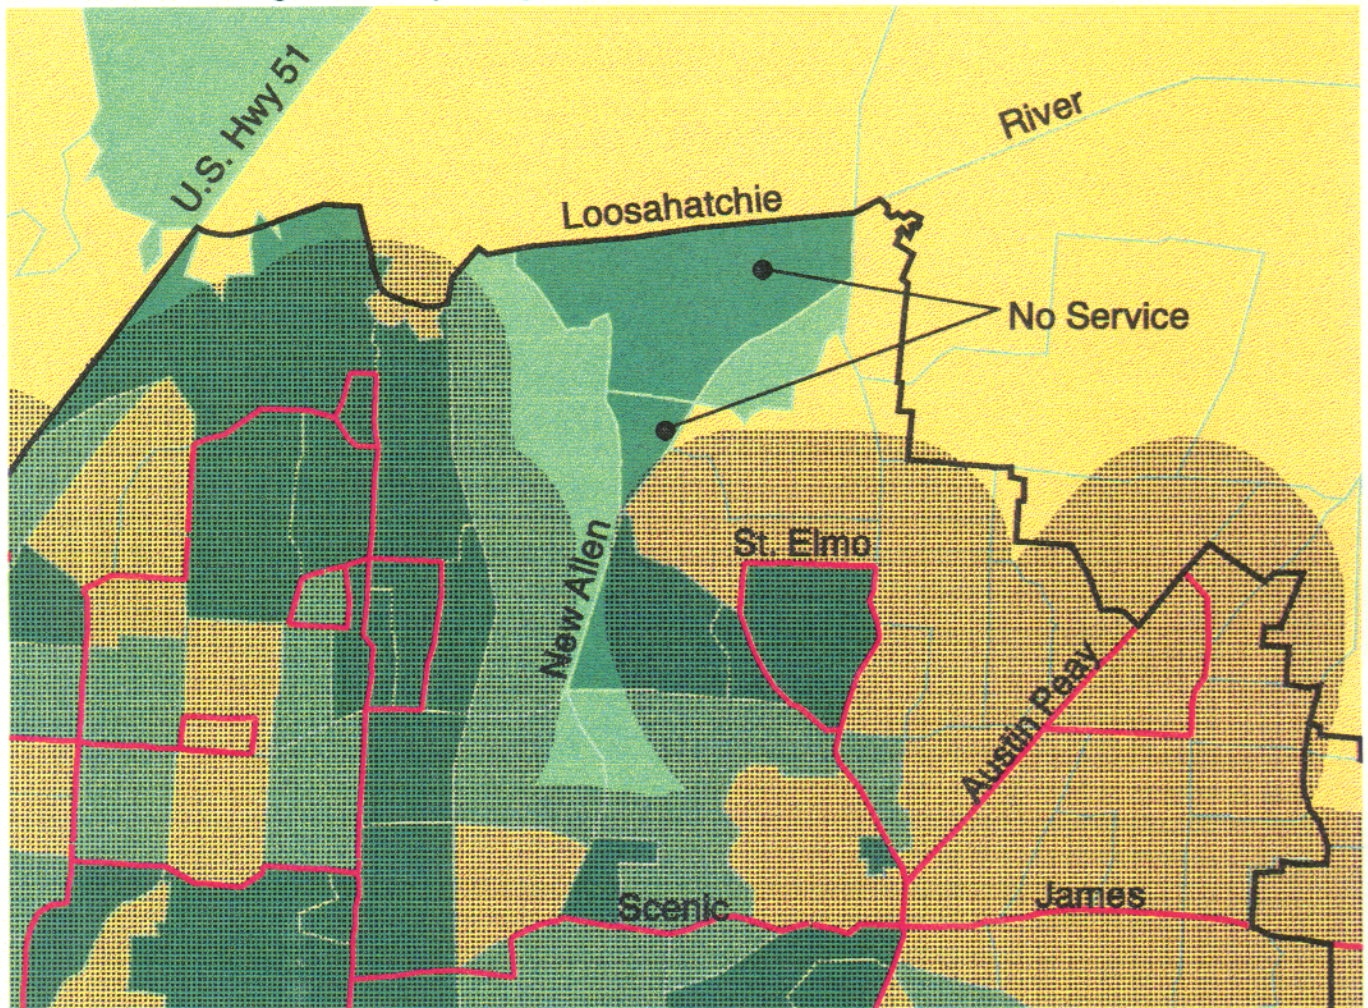 U.S. Hwy 51
River
Loosahatchie
No Service
St. Elmo
New Allen
Austin Peay
Scenic
James